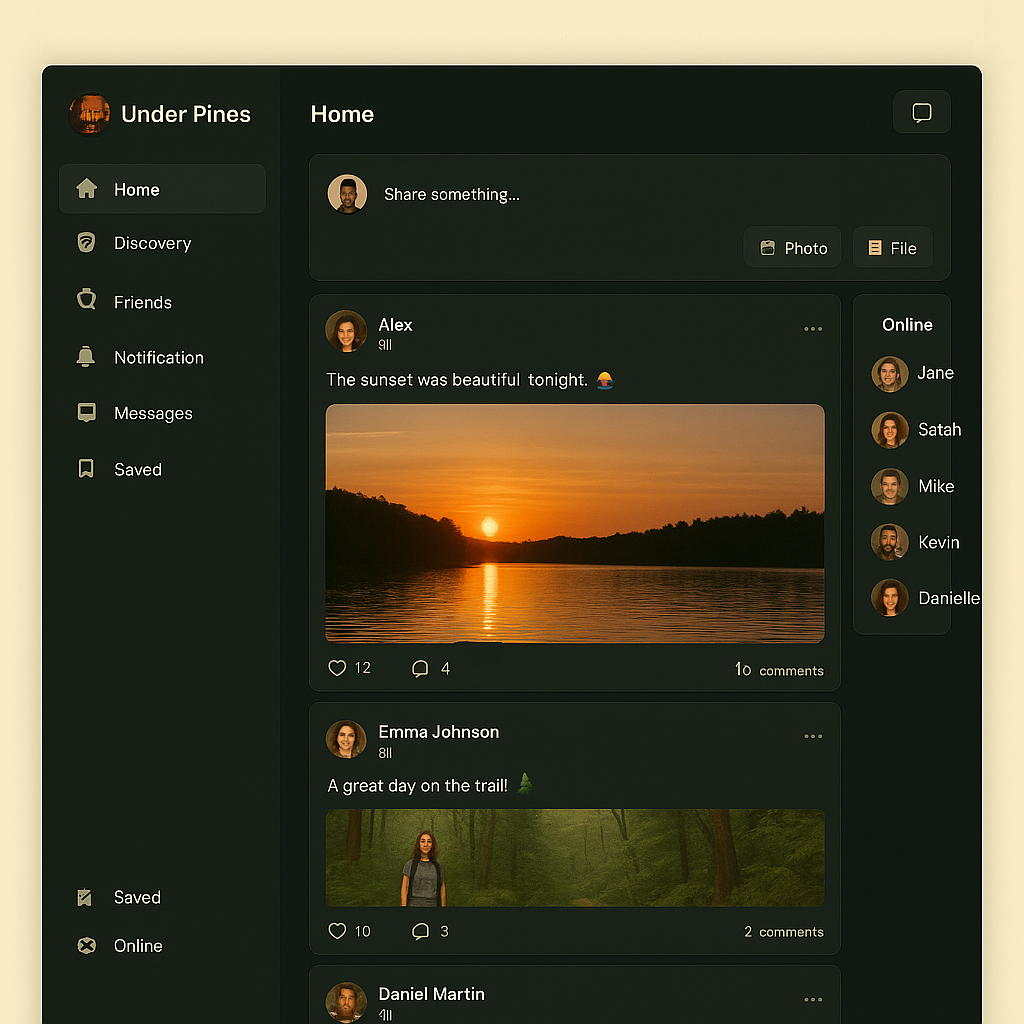 Under Pines
Home
Home
Discovery
Friends
Notification
Messages
Saved
Saved
Online
Share something...
Photo
File
Alex
9ll
The sunset was beautiful tonight.
12
4
10 comments
Emma Johnson
8ll
A great day on the trail!
10
3
2 comments
Daniel Martin
4ll
Online
Jane
Satah
Mike
Kevin
Danielle